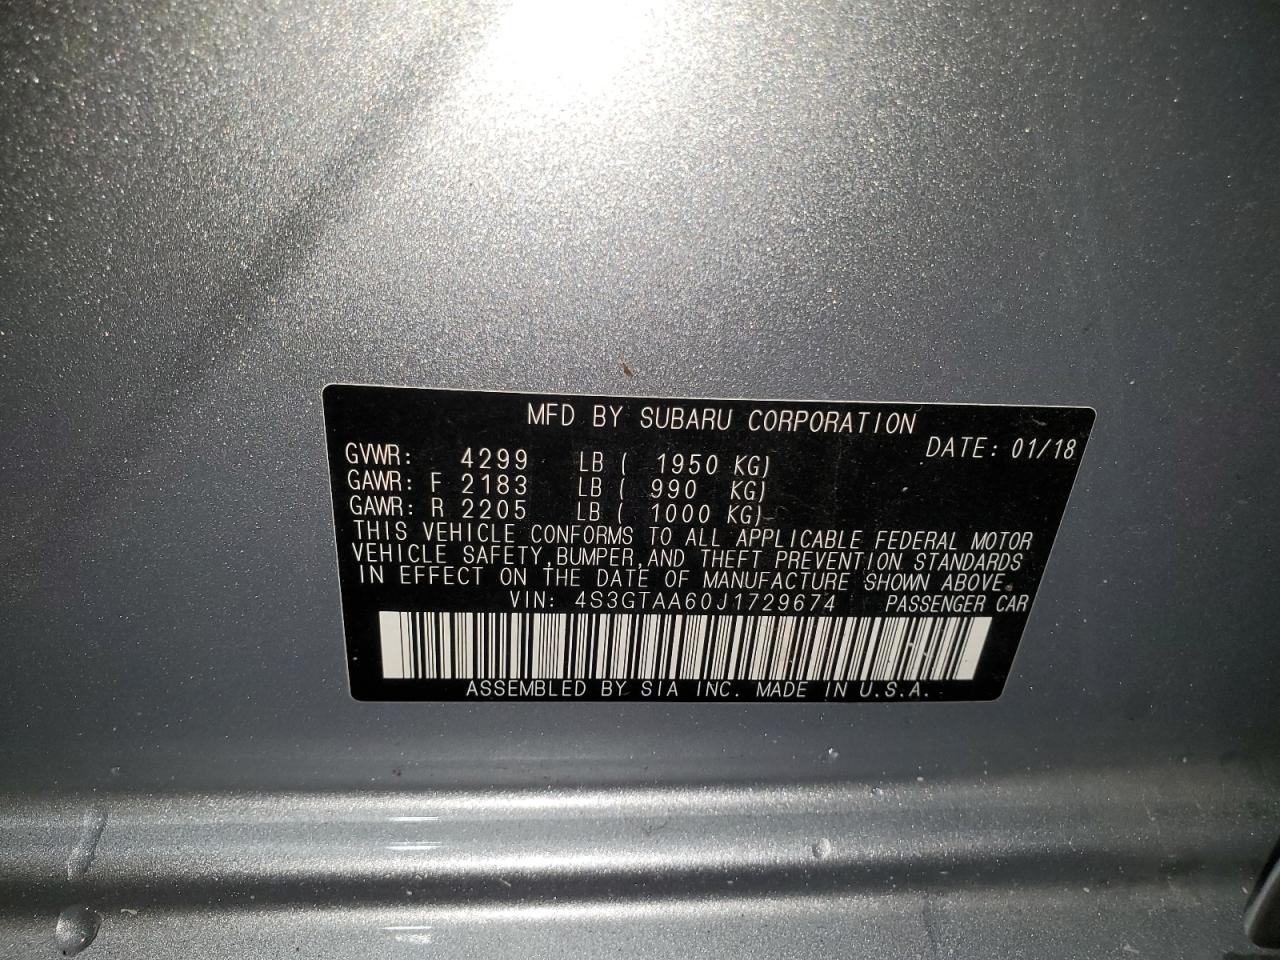 MFD BY SUBARU CORPORATION
DATE: 01/18
GVWR: 4299 LB ( 1950 KG)
GAWR: F 2183 LB ( 990 KG)
GAWR: R 2205 LB ( 1000 KG)
THIS VEHICLE CONFORMS TO ALL APPLICABLE FEDERAL MOTOR
VEHICLE SAFETY,BUMPER,AND THEFT PREVENTION STANDARDS
IN EFFECT ON THE DATE OF MANUFACTURE SHOWN ABOVE.
VIN: 4S3GTAA60J1729674 PASSENGER CAR
ASSEMBLED BY SIA INC. MADE IN U.S.A.